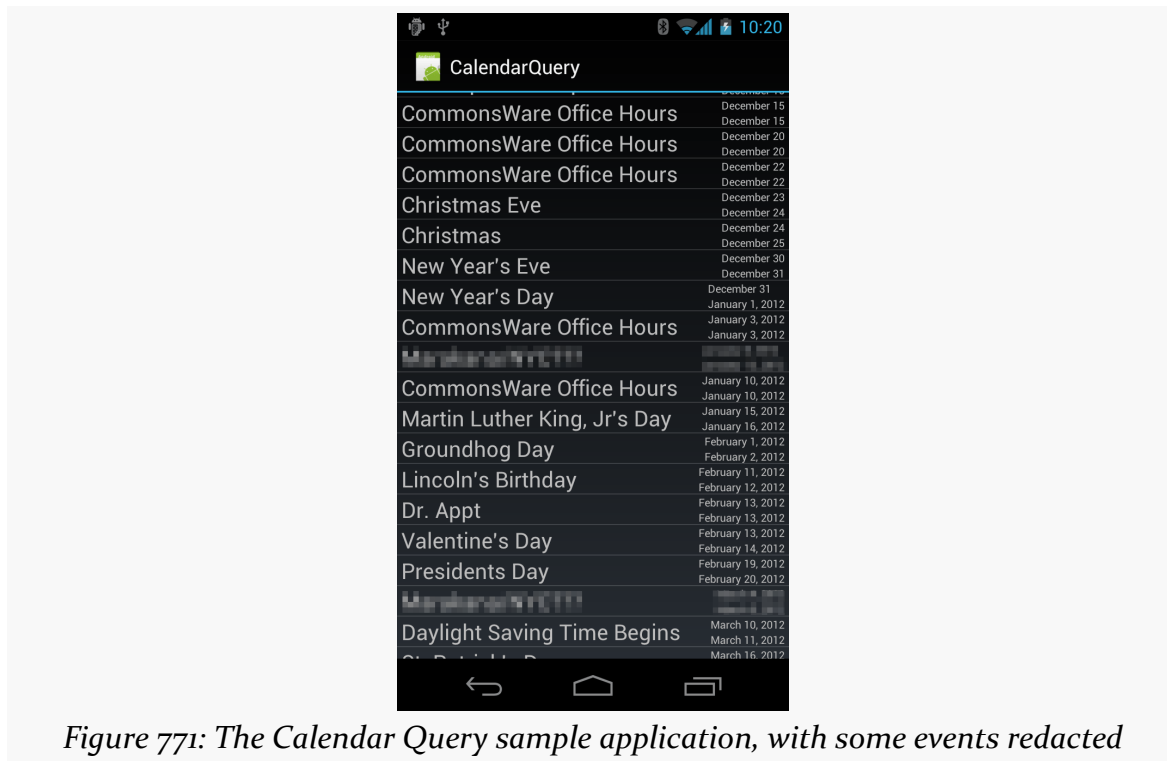 10:20
CalendarQuery
CommonsWare Office Hours
December 15
December 15
CommonsWare Office Hours
December 20
December 20
CommonsWare Office Hours
December 22
December 22
Christmas Eve
December 23
December 24
Christmas
December 24
December 25
New Year's Eve
December 30
December 31
New Year's Day
December 31
January 1, 2012
CommonsWare Office Hours
January 3, 2012
January 3, 2012
CommonsWare Office Hours
January 10, 2012
January 10, 2012
Martin Luther King, Jr's Day
January 15, 2012
January 16, 2012
Groundhog Day
February 1, 2012
February 2, 2012
Lincoln's Birthday
February 11, 2012
February 12, 2012
Dr. Appt
February 13, 2012
February 13, 2012
Valentine's Day
February 13, 2012
February 14, 2012
Presidents Day
February 19, 2012
February 20, 2012
Daylight Saving Time Begins
March 10, 2012
March 11, 2012
March 16, 2012
Figure 771: The Calendar Query sample application, with some events redacted